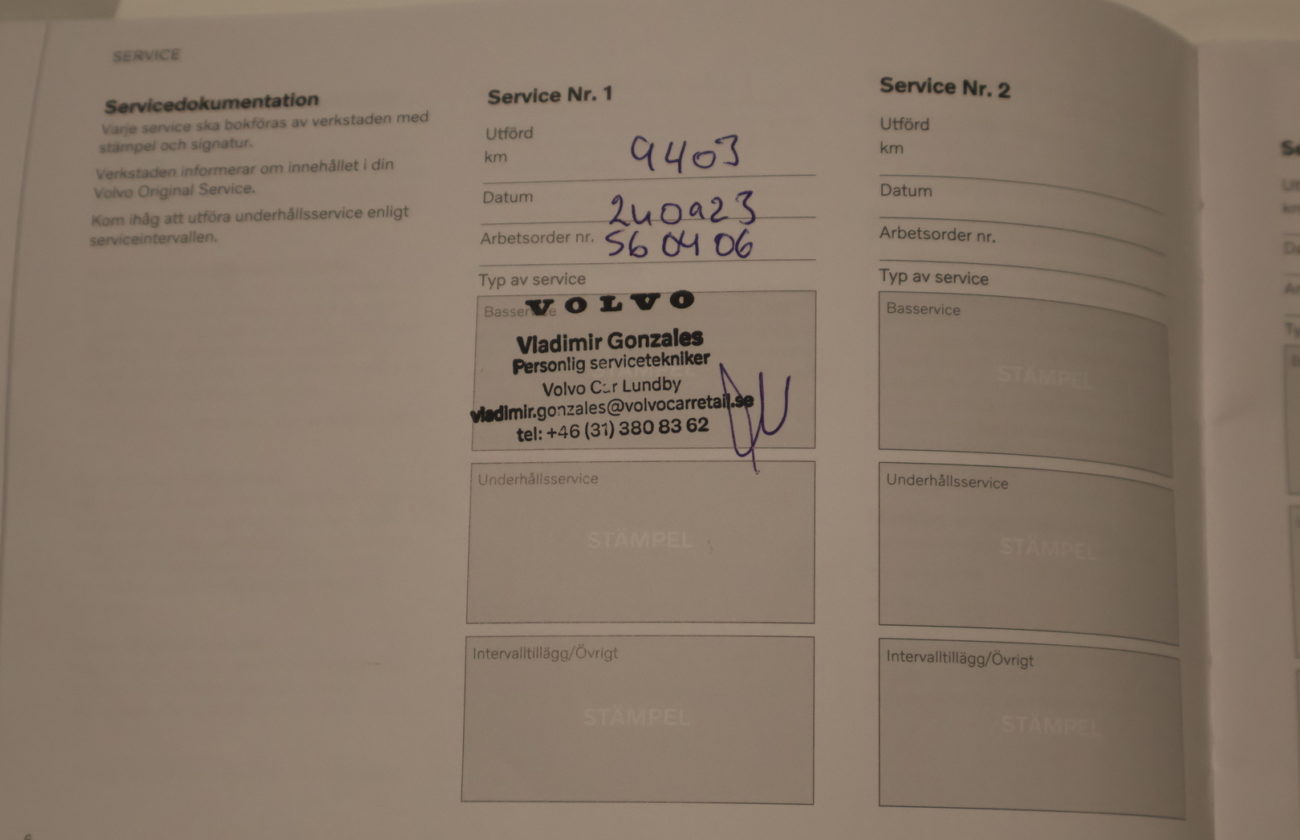 SERVICE
Servicedokumentation
Varje service ska bokföras av verkstaden med
stämpel och signatur.
Verkstaden informerar om innehållet i din
Volvo Original Service.
Kom ihåg att utföra underhållsservice enligt
serviceintervallen.
Service Nr. 1
Utförd
km 9403
Datum 240923
Arbetsorder nr. 560406
Typ av service
Basservice
VOLVO
Vladimir Gonzales
Personlig servicetekniker
Volvo Car Lundby
vladimir.gonzales@volvocarretail.se
tel: +46 (31) 380 83 62
Underhållsservice
STÄMPEL
Intervalltillägg/Övrigt
STÄMPEL
Service Nr. 2
Utförd
km
Datum
Arbetsorder nr.
Typ av service
Basservice
STÄMPEL
Underhållsservice
STÄMPEL
Intervalltillägg/Övrigt
STÄMPEL